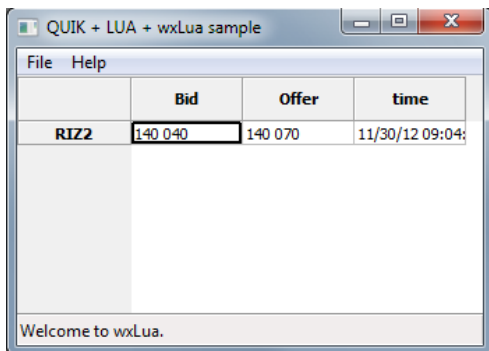 QUIK + LUA + wxLua sample
File Help
Bid Offer time
RIZ2 140 040 140 070 11/30/12 09:04:
Welcome to wxLua.